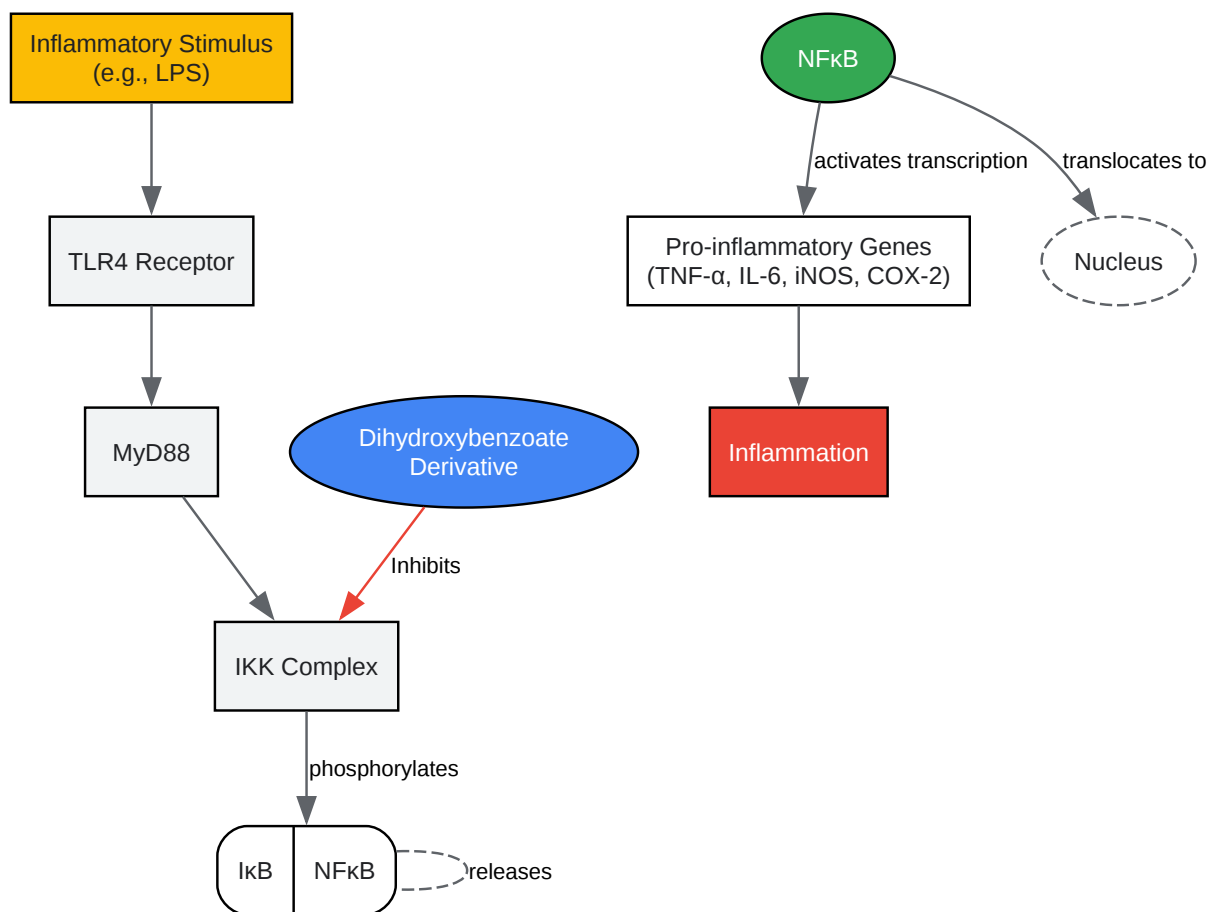 Inflammatory Stimulus
(e.g., LPS)
NFκB
activates transcription
translocates to
TLR4 Receptor
Pro-inflammatory Genes
(TNF-α, IL-6, iNOS, COX-2)
Nucleus
MyD88
Dihydroxybenzoate
Derivative
Inflammation
Inhibits
IKK Complex
phosphorylates
IκB
NFκB
releases